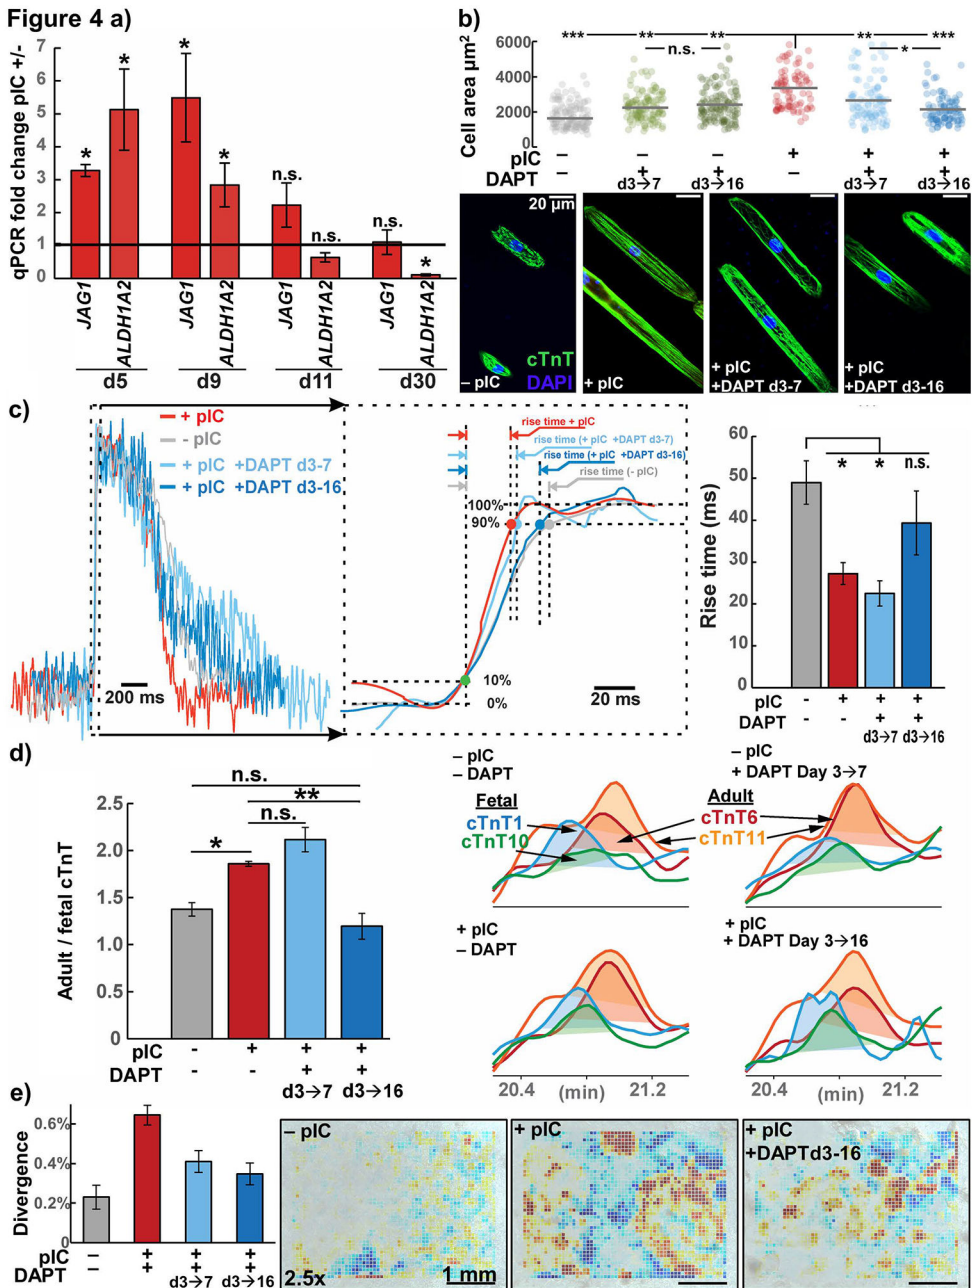 Figure 4 a)
qPCR fold change pIC +/-
7
6
5
4
3
2
1
0
*
*
*
*
n.s.
n.s.
n.s.
*
JAG1
ALDH1A2
JAG1
ALDH1A2
JAG1
ALDH1A2
JAG1
ALDH1A2
d5
d9
d11
d30
b)
Cell area µm²
6000
4000
2000
0
***
**
**
**
***
n.s.
*
pIC
– – – + + +
DAPT
– + + – + +
d3→7
d3→16
d3→7
d3→16
20 µm
cTnT
DAPI
– pIC
+ pIC
+ pIC
+DAPT d3-7
+ pIC
+DAPT d3-16
c)
+ pIC
- pIC
+ pIC +DAPT d3-7
+ pIC +DAPT d3-16
200 ms
rise time + pIC
rise time (+ pIC +DAPT d3-7)
rise time (+ pIC +DAPT d3-16)
rise time (- pIC)
100%
90%
10%
0%
20 ms
Rise time (ms)
60
50
40
30
20
10
0
*
*
n.s.
pIC
- + + +
DAPT
- - + +
d3→7
d3→16
d)
Adult / fetal cTnT
2.5
2.0
1.5
1.0
0
n.s.
**
n.s.
*
pIC
- + + +
DAPT
- - + +
d3→7
d3→16
– pIC
– DAPT
– pIC
+ DAPT Day 3→7
Fetal
cTnT1
cTnT10
Adult
cTnT6
cTnT11
+ pIC
– DAPT
+ pIC
+ DAPT Day 3→16
20.4
(min)
21.2
20.4
(min)
21.2
e)
Divergence
0.6%
0.4%
0.2%
0
pIC
– + + +
DAPT
– + + +
d3→7
d3→16
– pIC
2.5x
1 mm
+ pIC
+ pIC
+DAPTd3-16